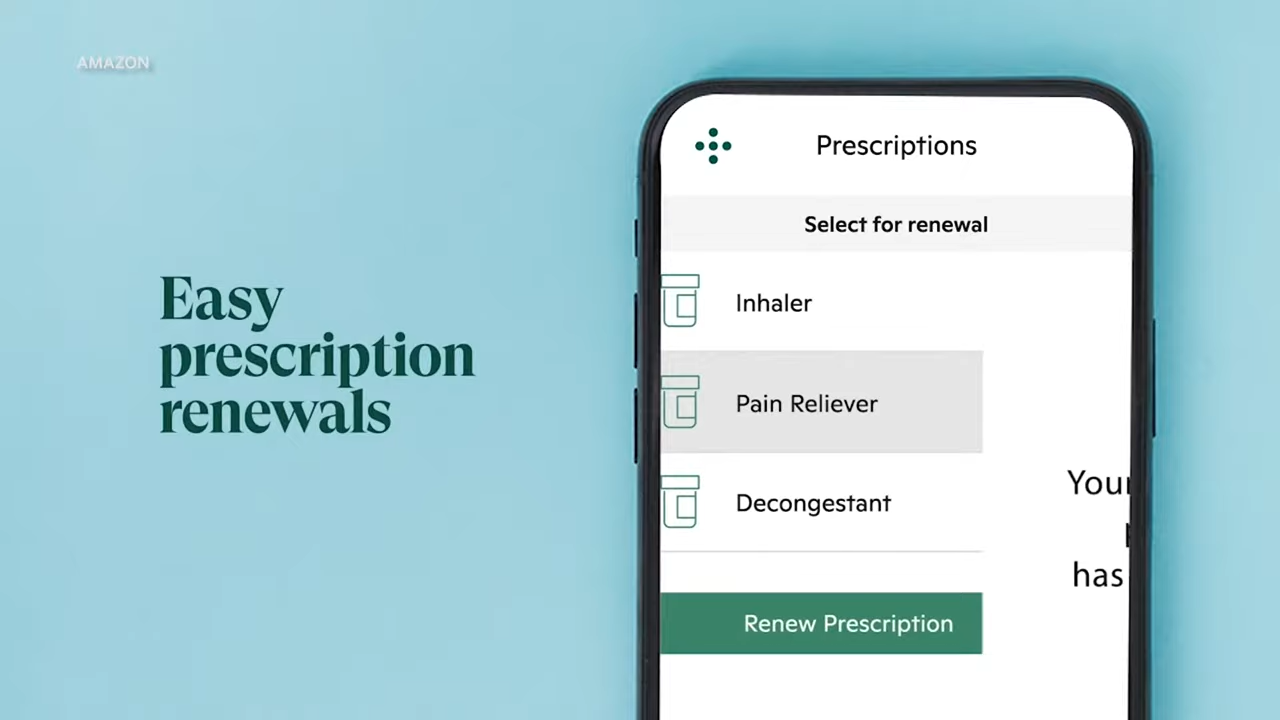 AMAZON
Easy
prescription
renewals
Prescriptions
Select for renewal
Inhaler
Pain Reliever
Decongestant
Renew Prescription
Your
has